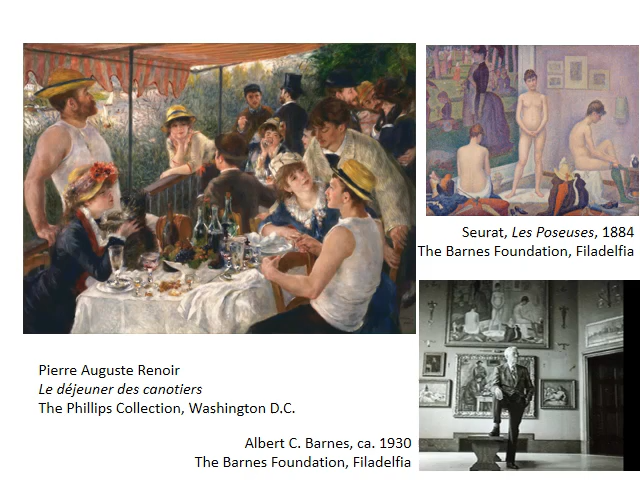 Seurat, Les Poseuses, 1884
The Barnes Foundation, Filadelfia
Pierre Auguste Renoir
Le déjeuner des canotiers
The Phillips Collection, Washington D.C.
Albert C. Barnes, ca. 1930
The Barnes Foundation, Filadelfia